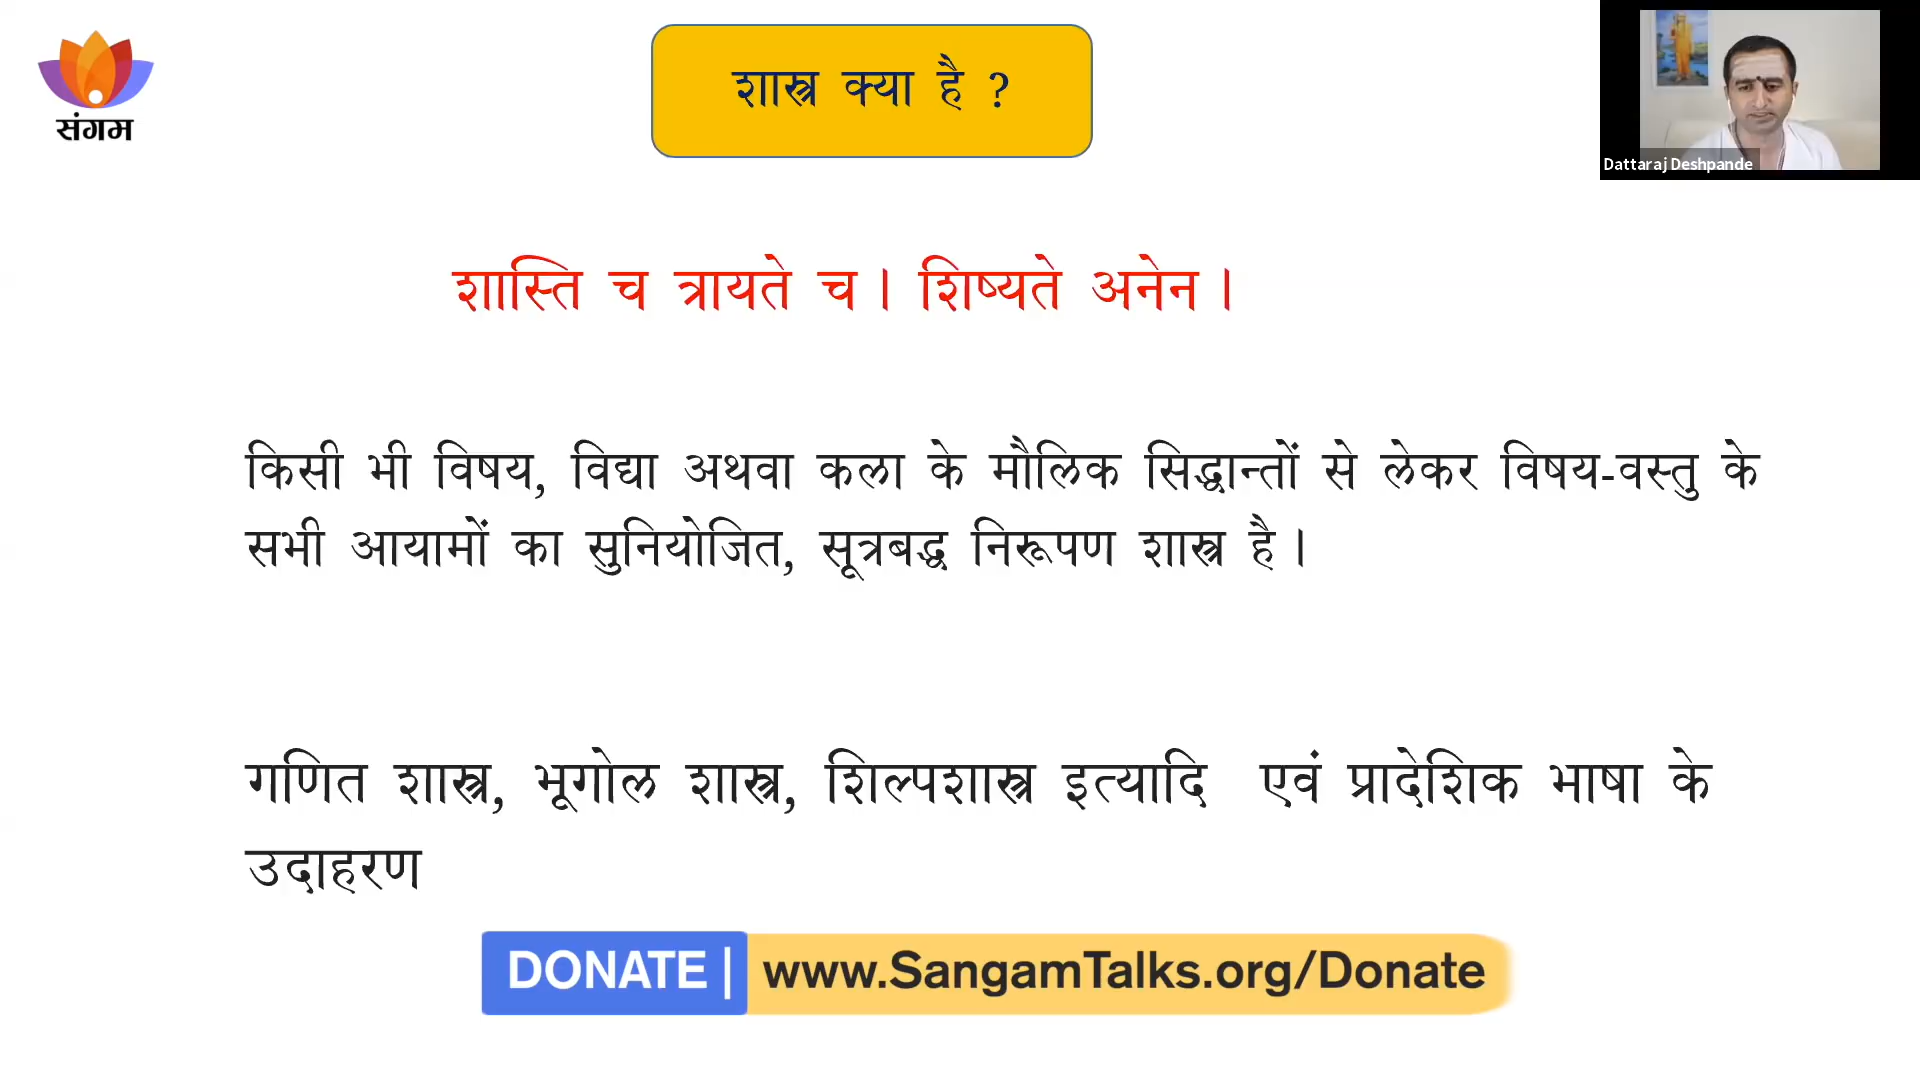 संगम
शास्त्र क्या है ?
Dattaraj Deshpande
शास्ति च त्रायते च । शिष्यते अनेन ।
किसी भी विषय, विद्या अथवा कला के मौलिक सिद्धान्तों से लेकर विषय-वस्तु के
सभी आयामों का सुनियोजित, सूत्रबद्ध निरूपण शास्त्र है ।
गणित शास्त्र, भूगोल शास्त्र, शिल्पशास्त्र इत्यादि एवं प्रादेशिक भाषा के
उदाहरण
DONATE | www.SangamTalks.org/Donate